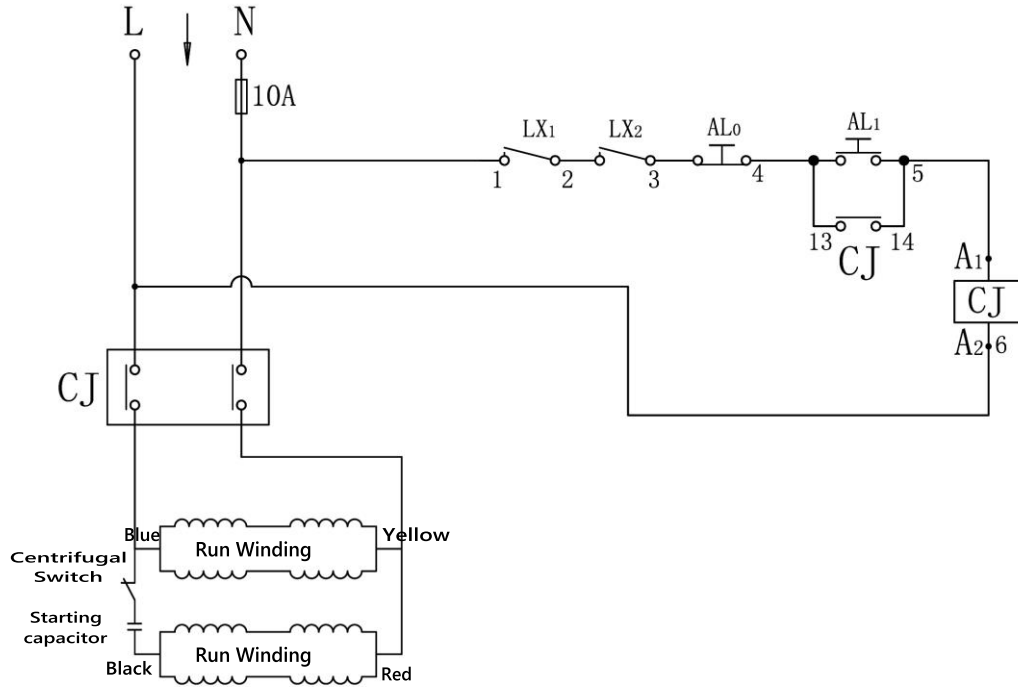 L
N
10A
LX1
LX2
AL0
AL1
1
2
3
4
5
13
14
CJ
A1
CJ
A2
6
CJ
Blue
Run Winding
Yellow
Centrifugal
Switch
Starting
capacitor
Black
Run Winding
Red